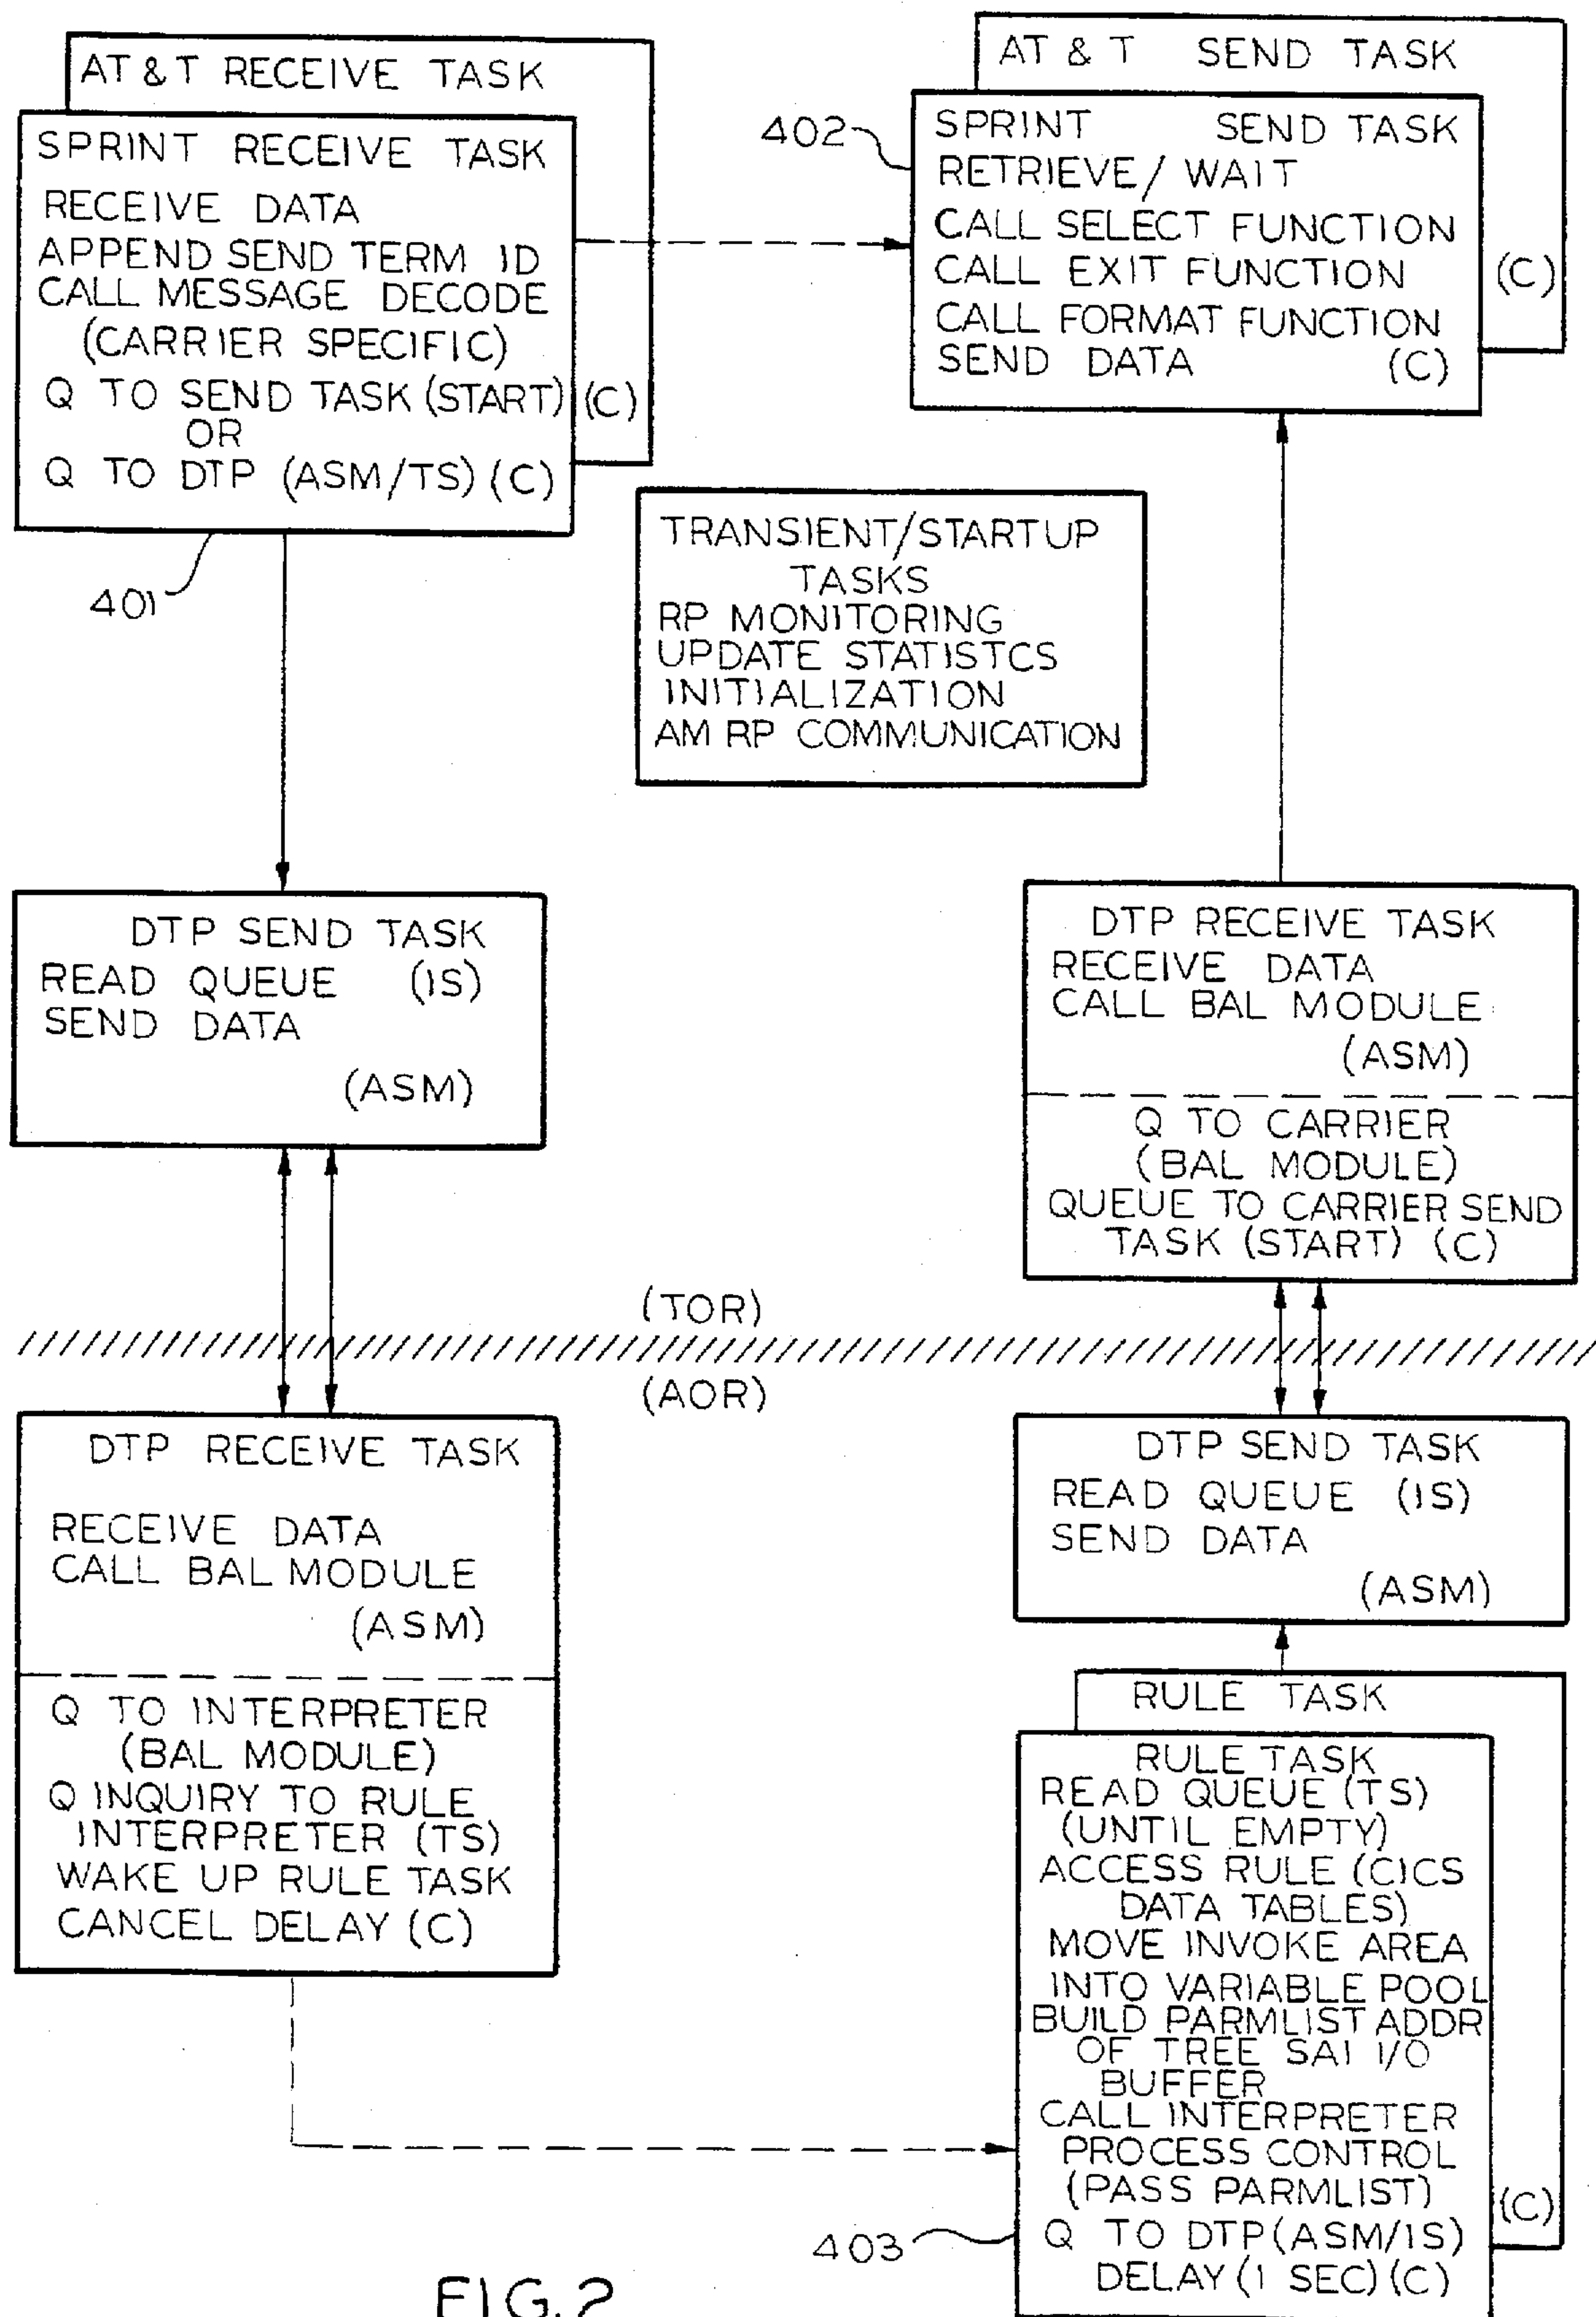 AT & T RECEIVE TASK
SPRINT RECEIVE TASK
RECEIVE DATA
APPEND SEND TERM ID
CALL MESSAGE DECODE
(CARRIER SPECIFIC)
Q TO SEND TASK (START) (C)
OR
Q TO DTP (ASM/TS) (C)
401
AT & T SEND TASK
402
SPRINT SEND TASK
RETRIEVE / WAIT
CALL SELECT FUNCTION
CALL EXIT FUNCTION (C)
CALL FORMAT FUNCTION
SEND DATA (C)
TRANSIENT/STARTUP
TASKS
RP MONITORING
UPDATE STATISTCS
INITIALIZATION
AM RP COMMUNICATION
DTP SEND TASK
READ QUEUE (IS)
SEND DATA
(ASM)
DTP RECEIVE TASK
RECEIVE DATA
CALL BAL MODULE
(ASM)
Q TO CARRIER
(BAL MODULE)
QUEUE TO CARRIER SEND
TASK (START) (C)
(TOR)
(AOR)
DTP RECEIVE TASK
RECEIVE DATA
CALL BAL MODULE
(ASM)
Q TO INTERPRETER
(BAL MODULE)
Q INQUIRY TO RULE
INTERPRETER (TS)
WAKE UP RULE TASK
CANCEL DELAY (C)
DTP SEND TASK
READ QUEUE (IS)
SEND DATA
(ASM)
RULE TASK
RULE TASK
READ QUEUE (TS)
(UNTIL EMPTY)
ACCESS RULE (CICS
DATA TABLES)
MOVE INVOKE AREA
INTO VARIABLE POOL
BUILD PARMLIST ADDR
OF TREE SAI I/O
BUFFER
CALL INTERPRETER
PROCESS CONTROL
(PASS PARMLIST)
(C)
403
Q TO DTP (ASM/IS)
DELAY (1 SEC) (C)
FIG. 2